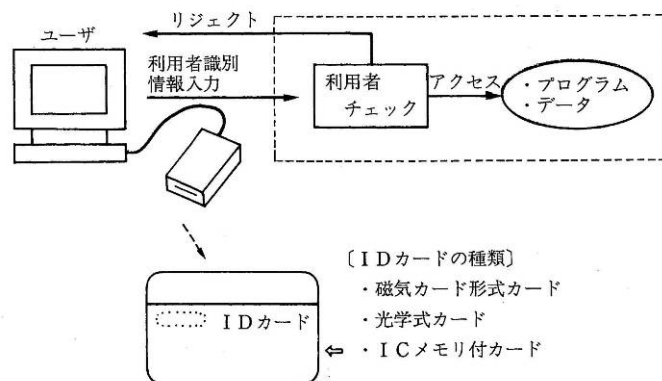 リジェクト
ユーザ
利用者識別
情報入力
利用者
チェック
アクセス
・プログラム
・データ
〔IDカードの種類〕
・磁気カード形式カード
・光学式カード
・ICメモリ付カード
IDカード